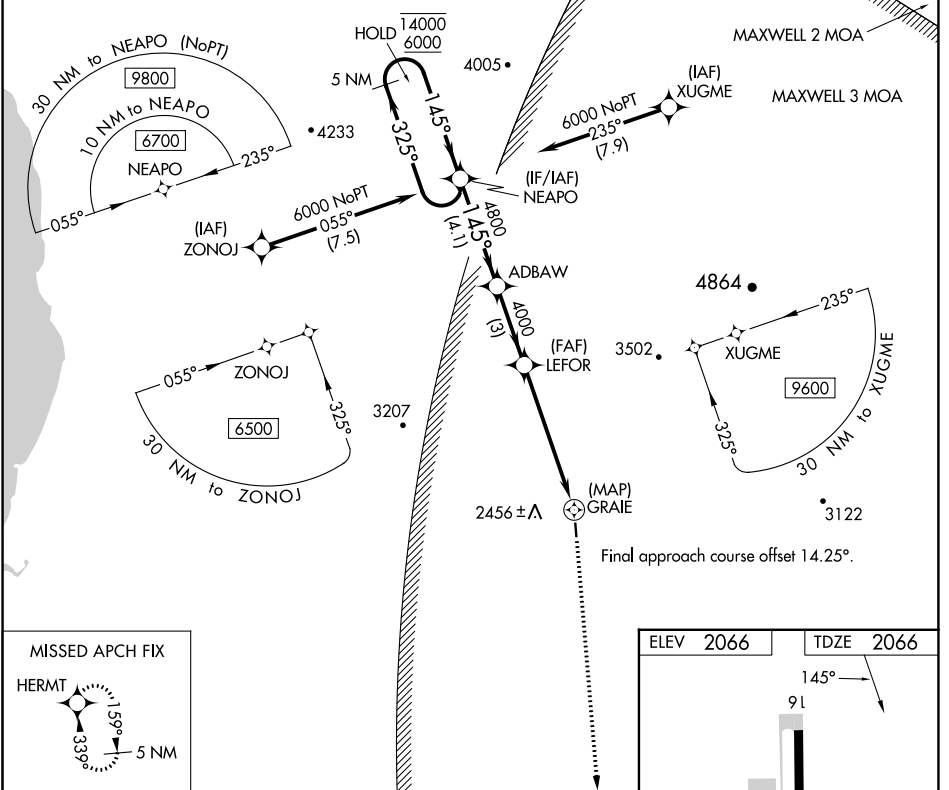 MAXWELL 2 MOA
MAXWELL 3 MOA
HOLD
14000
6000
5 NM
4005
145°
325°
30 NM to NEAPO (NoPT)
9800
10 NM to NEAPO
6700
NEAPO
055°
235°
4233
(IAF)
XUGME
6000 NoPT
235°
(7.9)
(IF/IAF)
NEAPO
(IAF)
ZONOJ
6000 NoPT
055°
(7.5)
4800
145°
(4.1)
ADBAW
4000
(3)
(FAF)
LEFOR
4864
3502
235°
XUGME
9600
325°
30 NM to XUGME
055°
ZONOJ
325°
6500
30 NM to ZONOJ
3207
2456 ±
(MAP)
GRAIE
3122
Final approach course offset 14.25°.
MISSED APCH FIX
HERMT
159°
339°
5 NM
ELEV 2066
TDZE 2066
145°
16